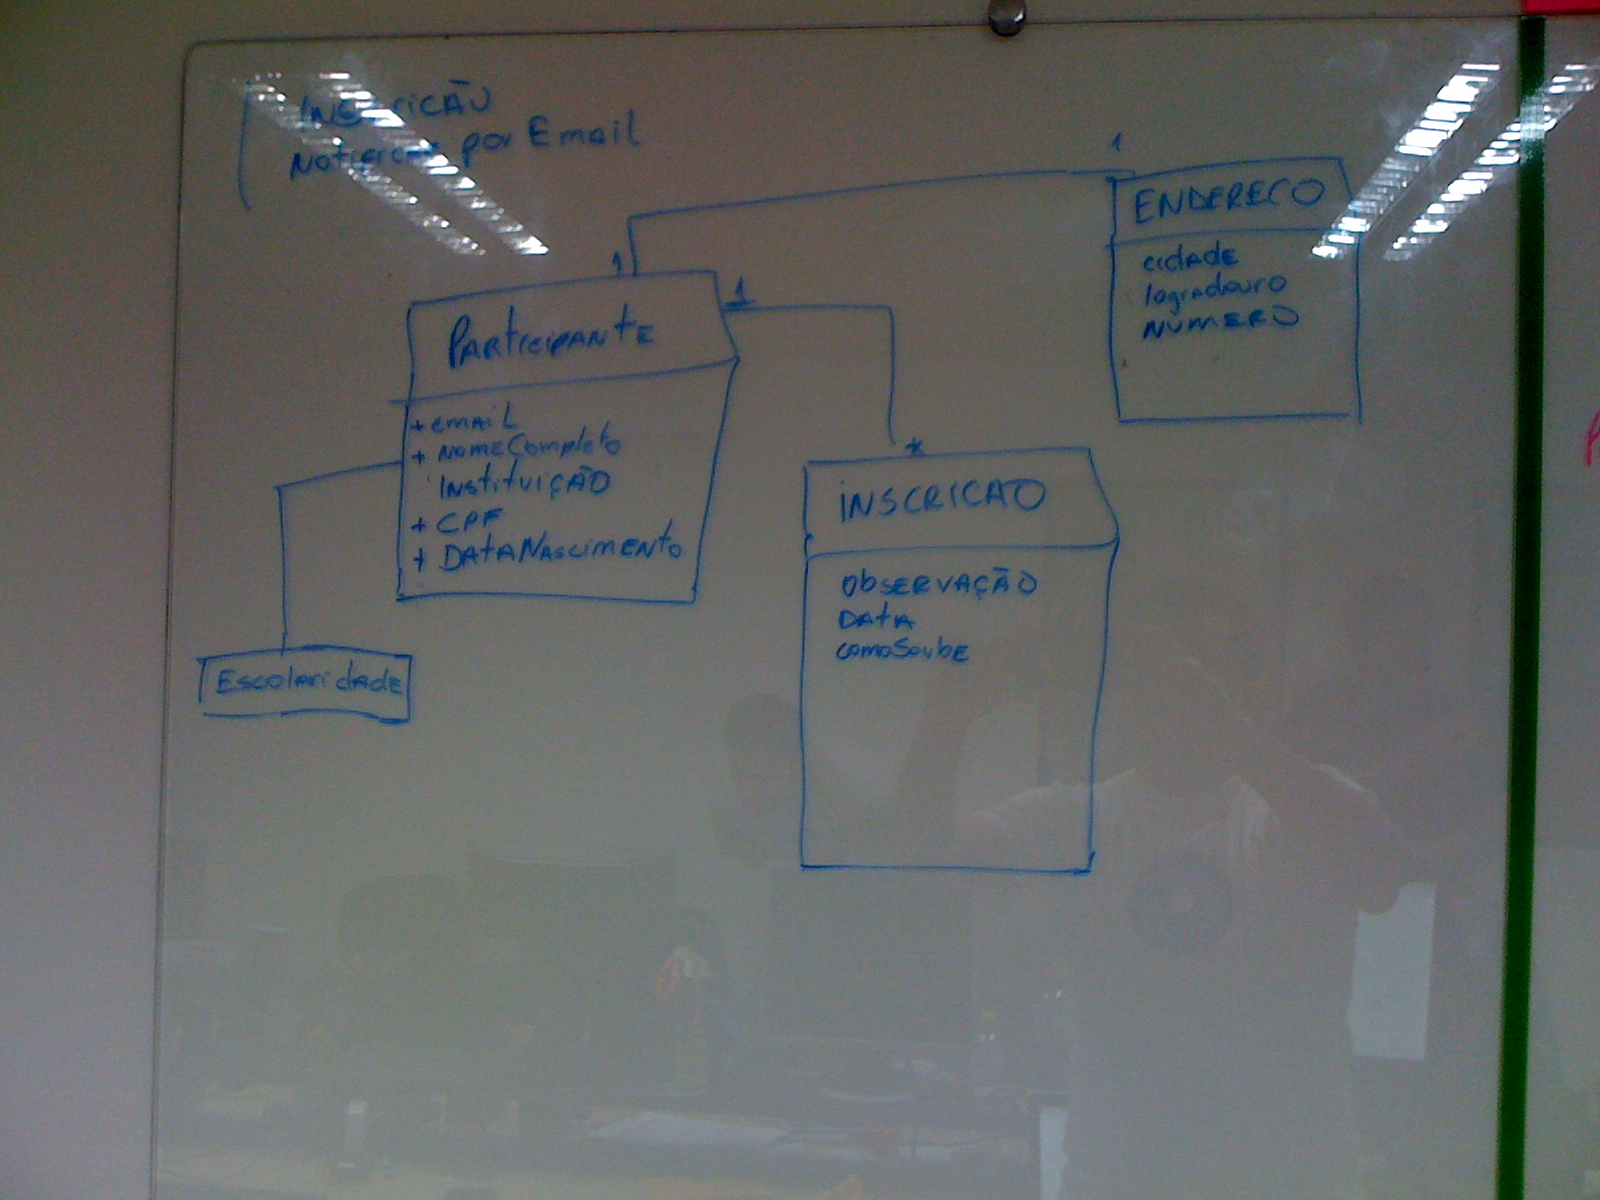 INSCRICÃO
Notificar por Email
1
ENDERECO
cidade
logradouro
NUMERO
1
1
PARticipANtE
+ EMAIL
+ NOMECompleto
INstituiçÃO
+ CPF
+ DAtANAscimENto
*
iNSCRICAO
ObSERVAÇÃO
DAtA
comoSoubE
Escolaridade